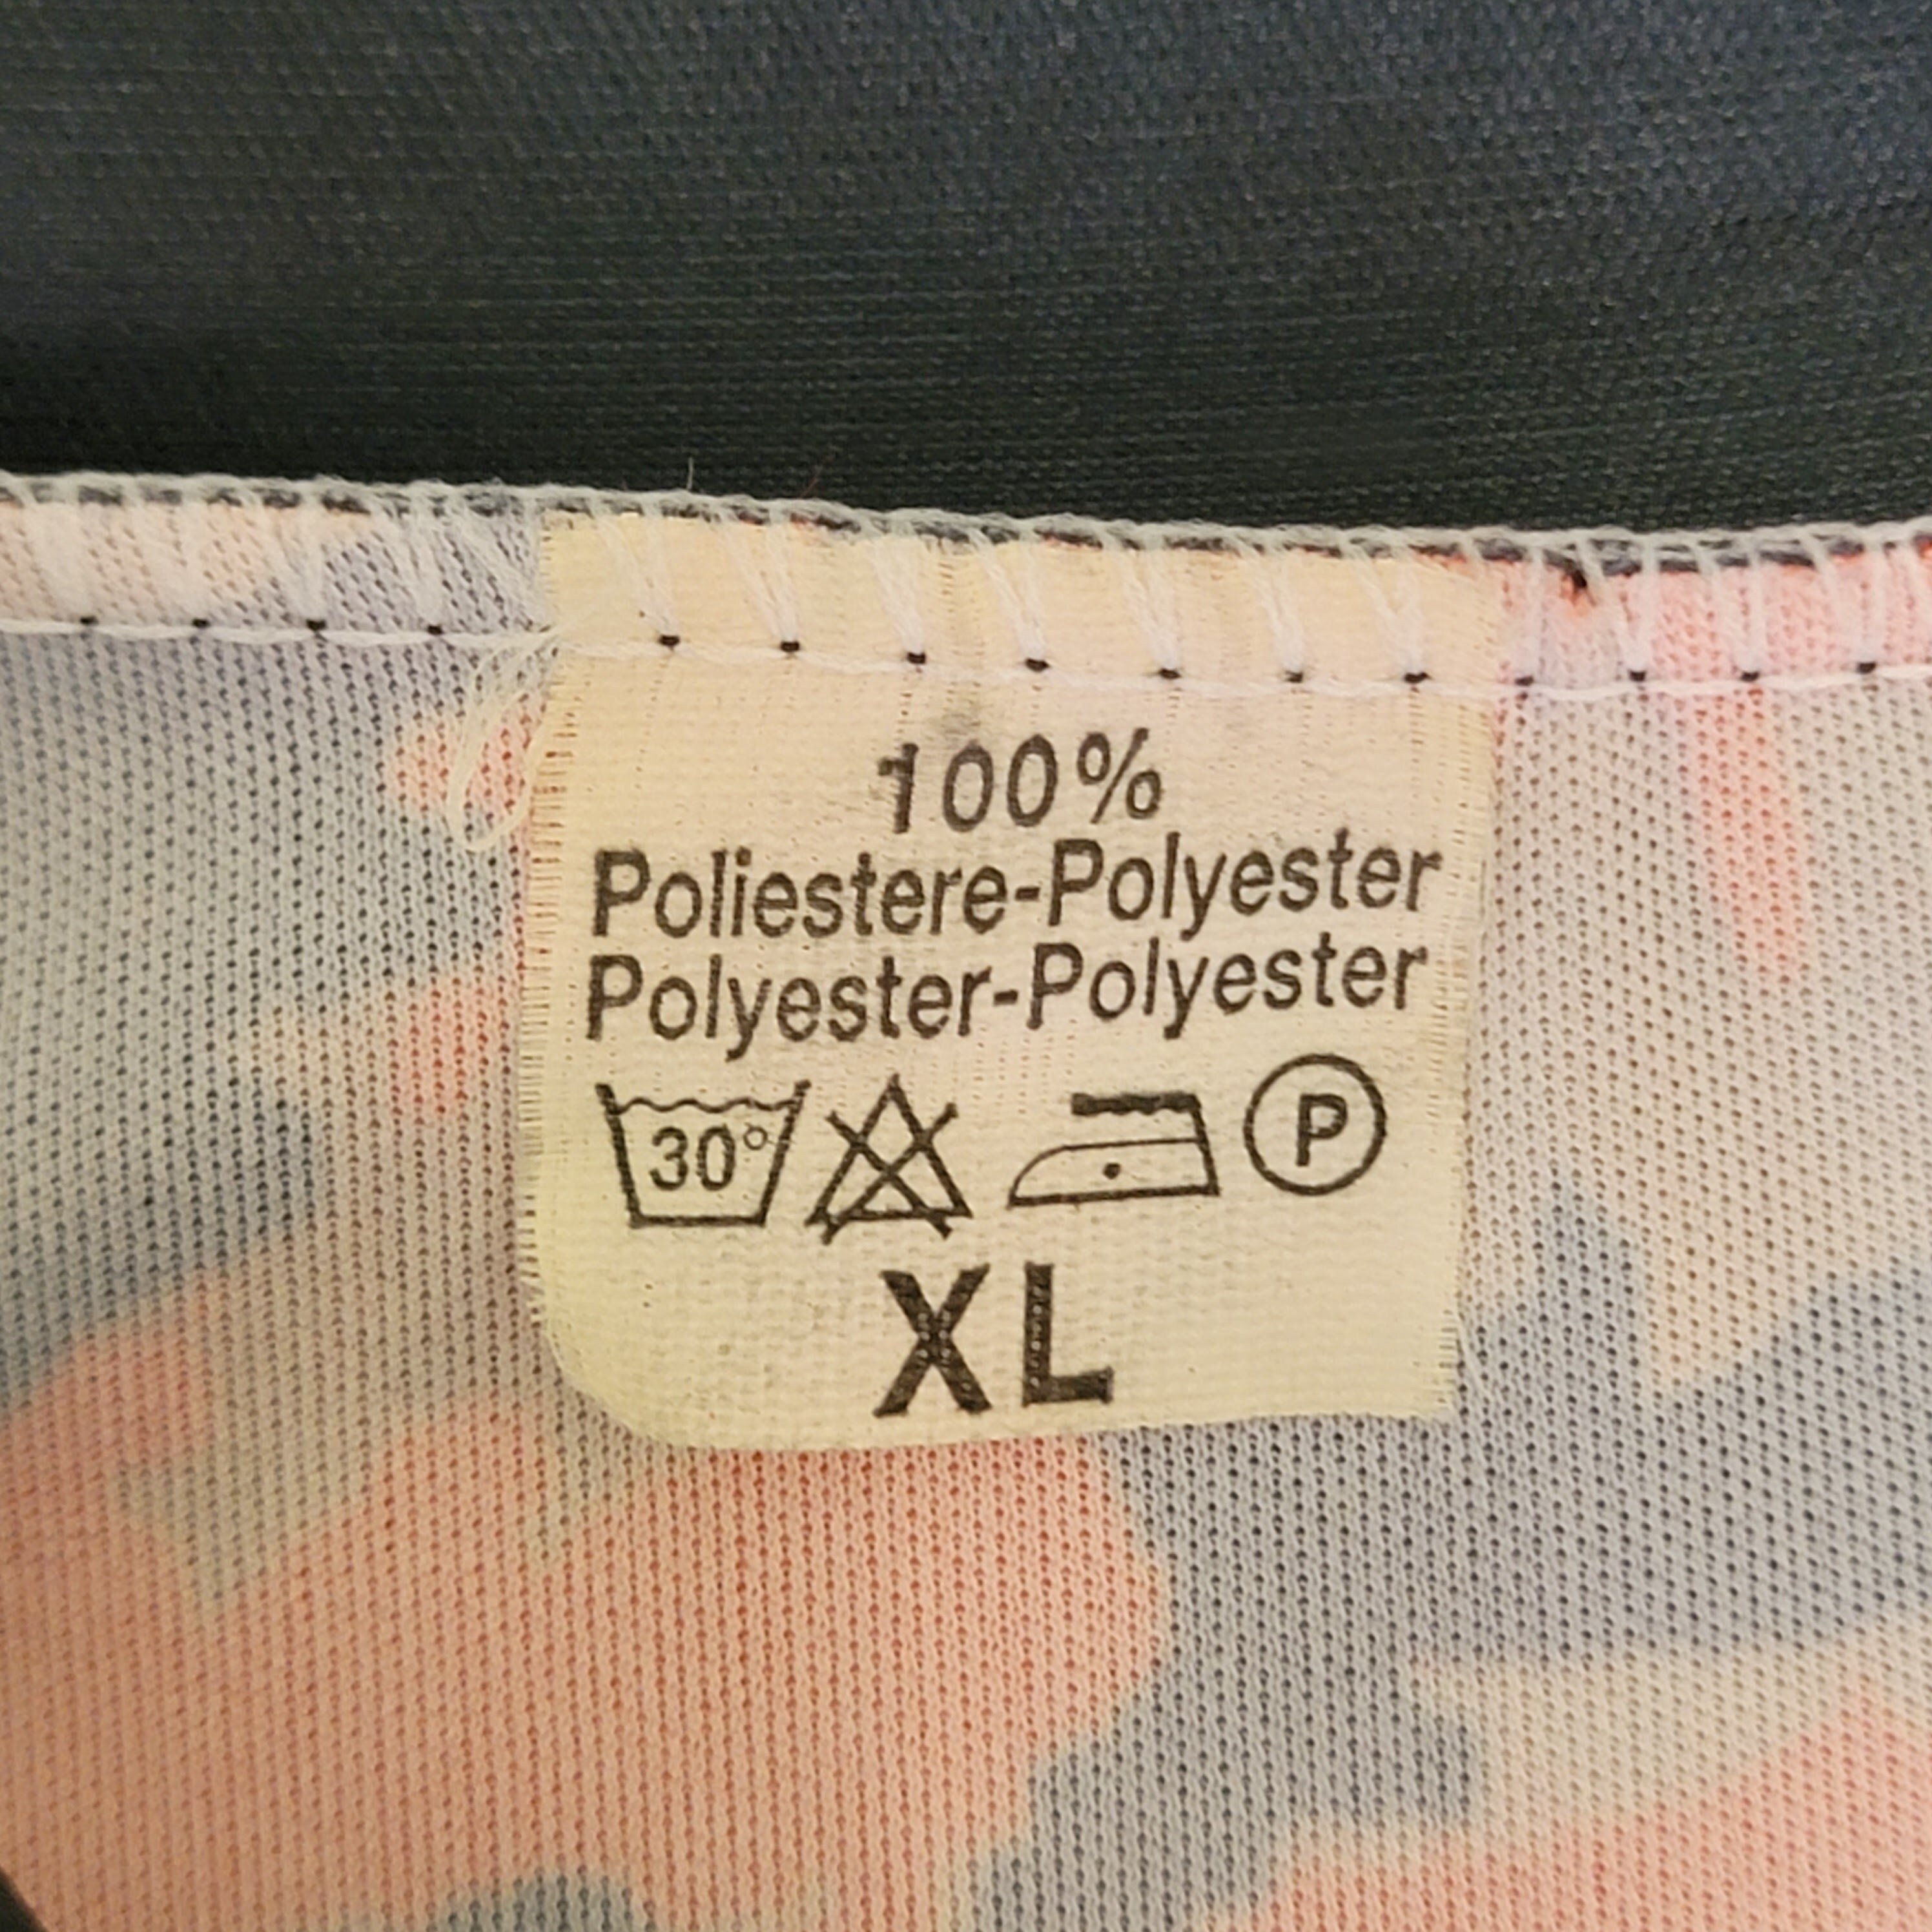 100%
Poliestere-Polyester
Polyester-Polyester
30° P
XL